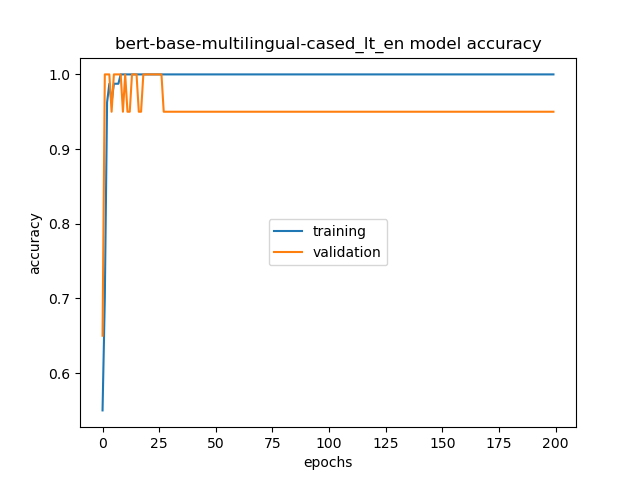 bert-base-multilingual-cased_lt_en model accuracy
1.0
0.9
0.8
0.7
0.6
accuracy
training
validation
0 25 50 75 100 125 150 175 200
epochs